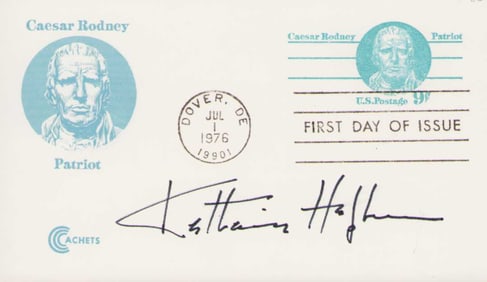 Caesar Rodney
Patriot
Caesar Rodney Patriot
U.S. Postage 9¢
DOVER, DE
JUL
1
1976
19901
FIRST DAY OF ISSUE
CACHETS